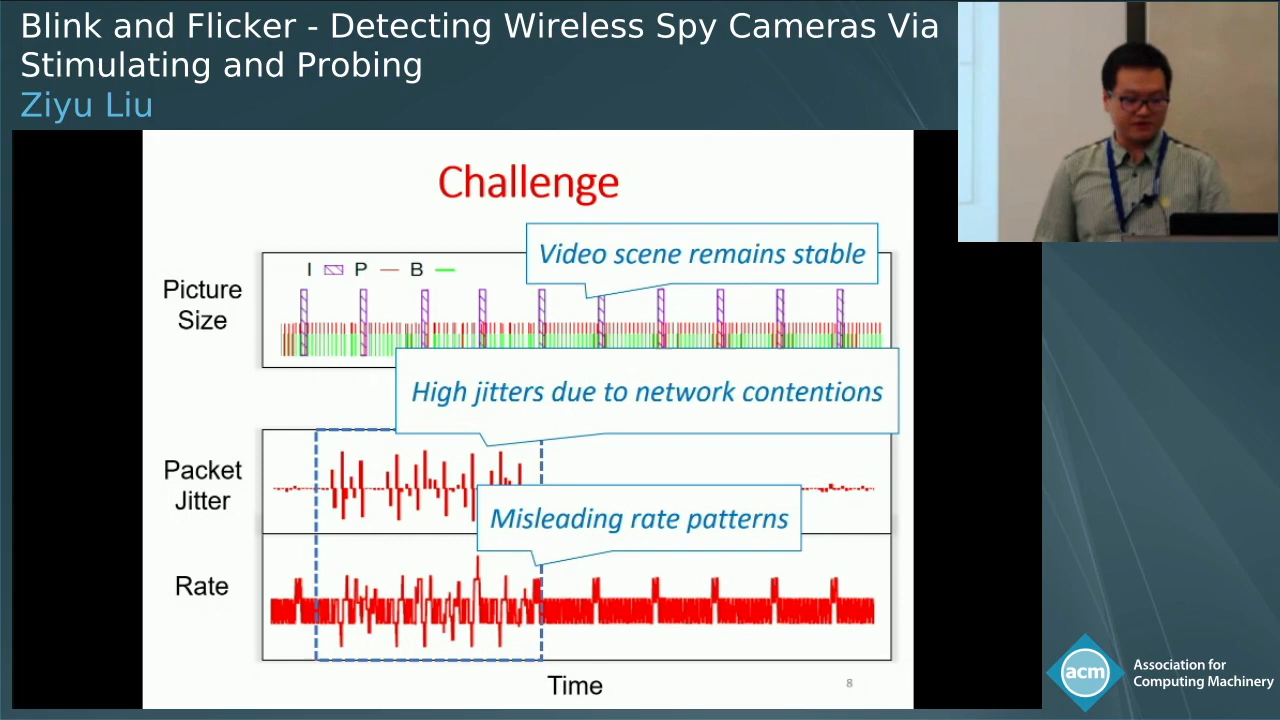 Blink and Flicker - Detecting Wireless Spy Cameras Via
Stimulating and Probing
Ziyu Liu
Challenge
Video scene remains stable
I P B
Picture
Size
High jitters due to network contentions
Packet
Jitter
Misleading rate patterns
Rate
Time
8
acm
Association for
Computing Machinery